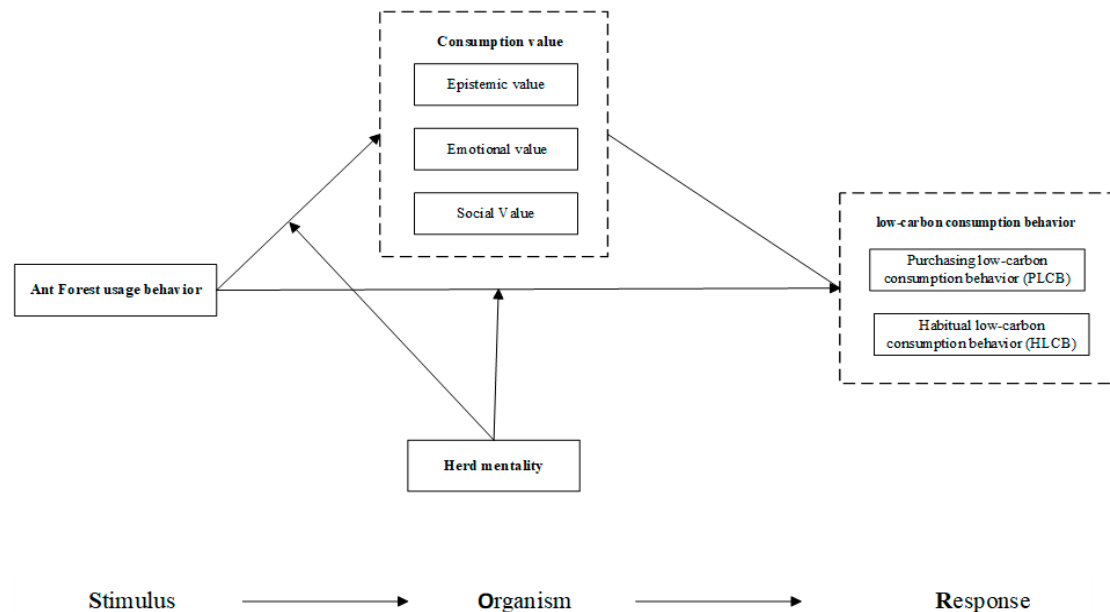 Consumption value
Epistemic value
Emotional value
Social Value
low-carbon consumption behavior
Purchasing low-carbon
consumption behavior (PLCB)
Habitual low-carbon
consumption behavior (HLCB)
Ant Forest usage behavior
Herd mentality
Stimulus
Organism
Response